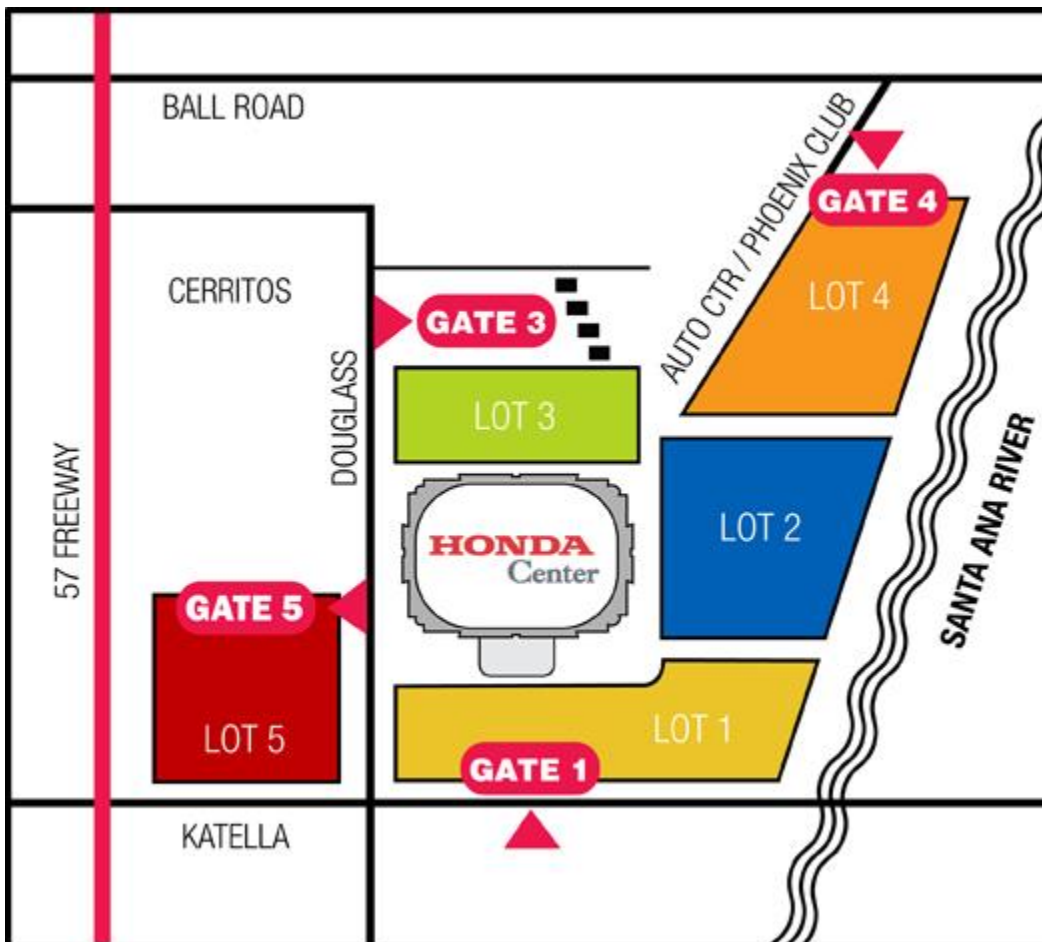 BALL ROAD
AUTO CTR / PHOENIX CLUB
GATE 4
CERRITOS
LOT 4
GATE 3
DOUGLASS
LOT 3
57 FREEWAY
HONDA
Center
LOT 2
SANTA ANA RIVER
GATE 5
LOT 5
LOT 1
GATE 1
KATELLA